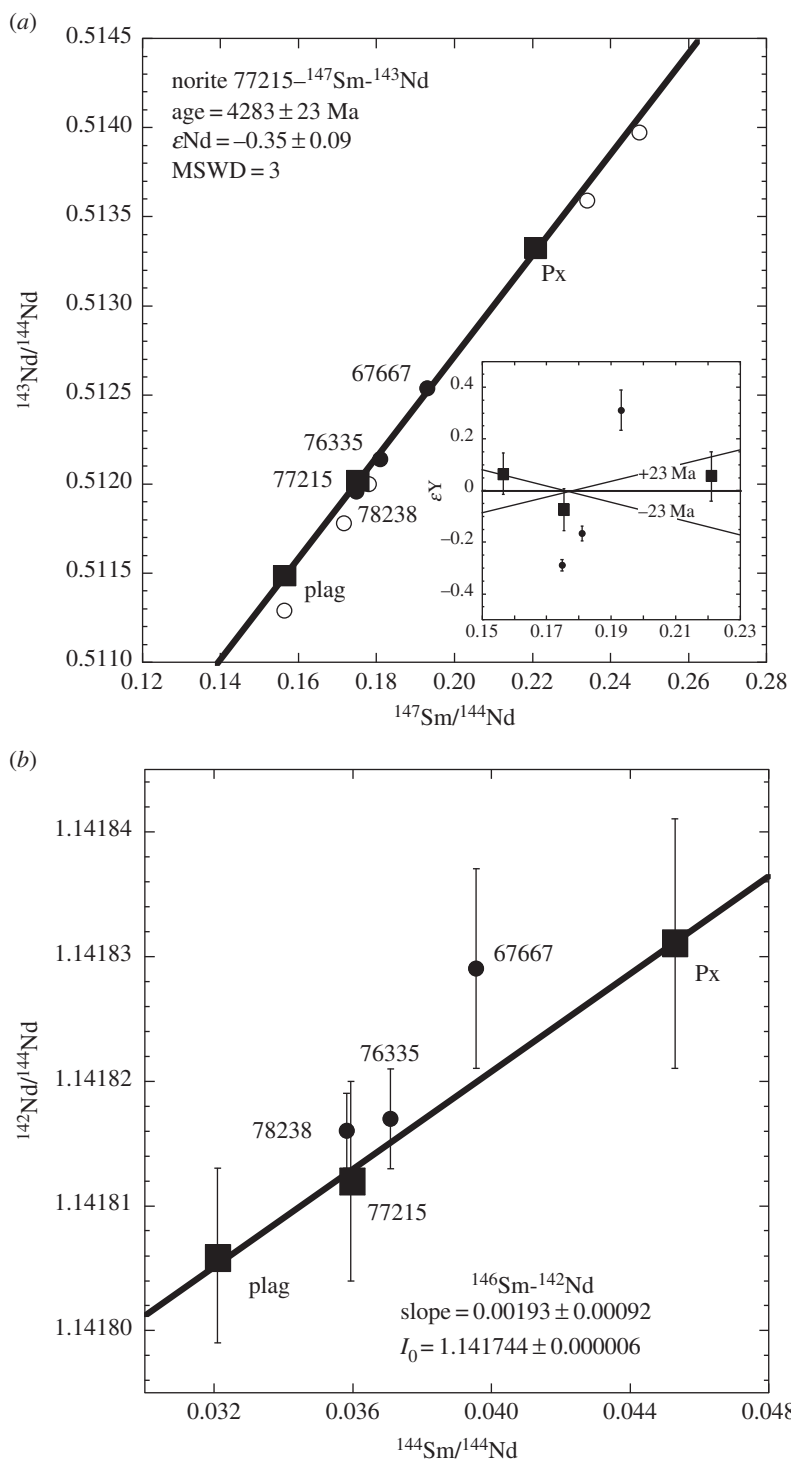 (a)
0.5145
0.5140
0.5135
0.5130
0.5125
0.5120
0.5115
0.5110
¹⁴³Nd/¹⁴⁴Nd
norite 77215–¹⁴⁷Sm-¹⁴³Nd
age = 4283 ± 23 Ma
εNd = –0.35 ± 0.09
MSWD = 3
Px
67667
76335
77215
78238
plag
0.4
0.2
0
–0.2
–0.4
εY
+23 Ma
–23 Ma
0.15 0.17 0.19 0.21 0.23
0.12 0.14 0.16 0.18 0.20 0.22 0.24 0.26 0.28
¹⁴⁷Sm/¹⁴⁴Nd
(b)
1.14184
1.14183
1.14182
1.14181
1.14180
¹⁴²Nd/¹⁴⁴Nd
67667
Px
76335
78238
77215
plag
¹⁴⁶Sm-¹⁴²Nd
slope = 0.00193 ± 0.00092
I₀ = 1.141744 ± 0.000006
0.032 0.036 0.040 0.044 0.048
¹⁴⁴Sm/¹⁴⁴Nd